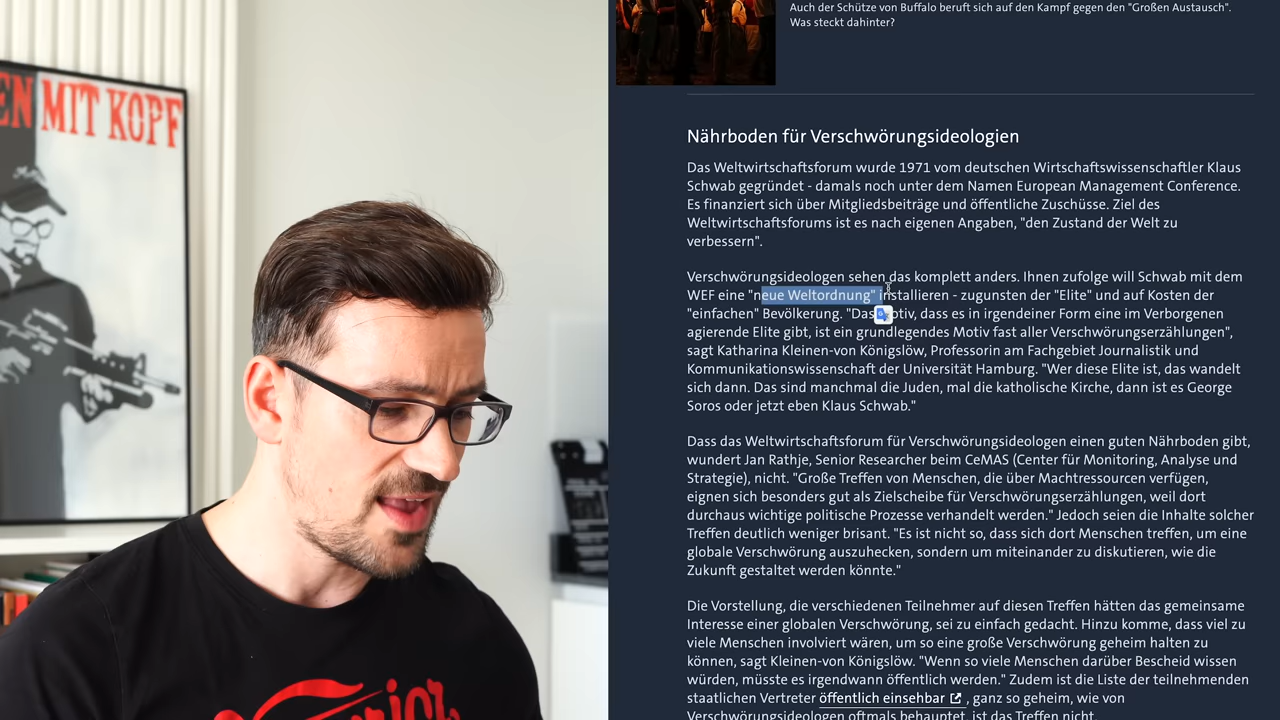 EN MIT KOPF
Auch der Schütze von Buffalo beruft sich auf den Kampf gegen den "Großen Austausch".
Was steckt dahinter?
Nährboden für Verschwörungsideologien
Das Weltwirtschaftsforum wurde 1971 vom deutschen Wirtschaftswissenschaftler Klaus
Schwab gegründet - damals noch unter dem Namen European Management Conference.
Es finanziert sich über Mitgliedsbeiträge und öffentliche Zuschüsse. Ziel des
Weltwirtschaftsforums ist es nach eigenen Angaben, "den Zustand der Welt zu
verbessern".
Verschwörungsideologen sehen das komplett anders. Ihnen zufolge will Schwab mit dem
WEF eine "neue Weltordnung" installieren - zugunsten der "Elite" und auf Kosten der
"einfachen" Bevölkerung. "Das Motiv, dass es in irgendeiner Form eine im Verborgenen
agierende Elite gibt, ist ein grundlegendes Motiv fast aller Verschwörungserzählungen",
sagt Katharina Kleinen-von Königslöw, Professorin am Fachgebiet Journalistik und
Kommunikationswissenschaft der Universität Hamburg. "Wer diese Elite ist, das wandelt
sich dann. Das sind manchmal die Juden, mal die katholische Kirche, dann ist es George
Soros oder jetzt eben Klaus Schwab."
Dass das Weltwirtschaftsforum für Verschwörungsideologen einen guten Nährboden gibt,
wundert Jan Rathje, Senior Researcher beim CeMAS (Center für Monitoring, Analyse und
Strategie), nicht. "Große Treffen von Menschen, die über Machtressourcen verfügen,
eignen sich besonders gut als Zielscheibe für Verschwörungserzählungen, weil dort
durchaus wichtige politische Prozesse verhandelt werden." Jedoch seien die Inhalte solcher
Treffen deutlich weniger brisant. "Es ist nicht so, dass sich dort Menschen treffen, um eine
globale Verschwörung auszuhecken, sondern um miteinander zu diskutieren, wie die
Zukunft gestaltet werden könnte."
Die Vorstellung, die verschiedenen Teilnehmer auf diesen Treffen hätten das gemeinsame
Interesse einer globalen Verschwörung, sei zu einfach gedacht. Hinzu komme, dass viel zu
viele Menschen involviert wären, um so eine große Verschwörung geheim halten zu
können, sagt Kleinen-von Königslöw. "Wenn so viele Menschen darüber Bescheid wissen
würden, müsste es irgendwann öffentlich werden." Zudem ist die Liste der teilnehmenden
staatlichen Vertreter öffentlich einsehbar , ganz so geheim, wie von
Verschwörungsideologen oftmals behauptet, ist das Treffen nicht.